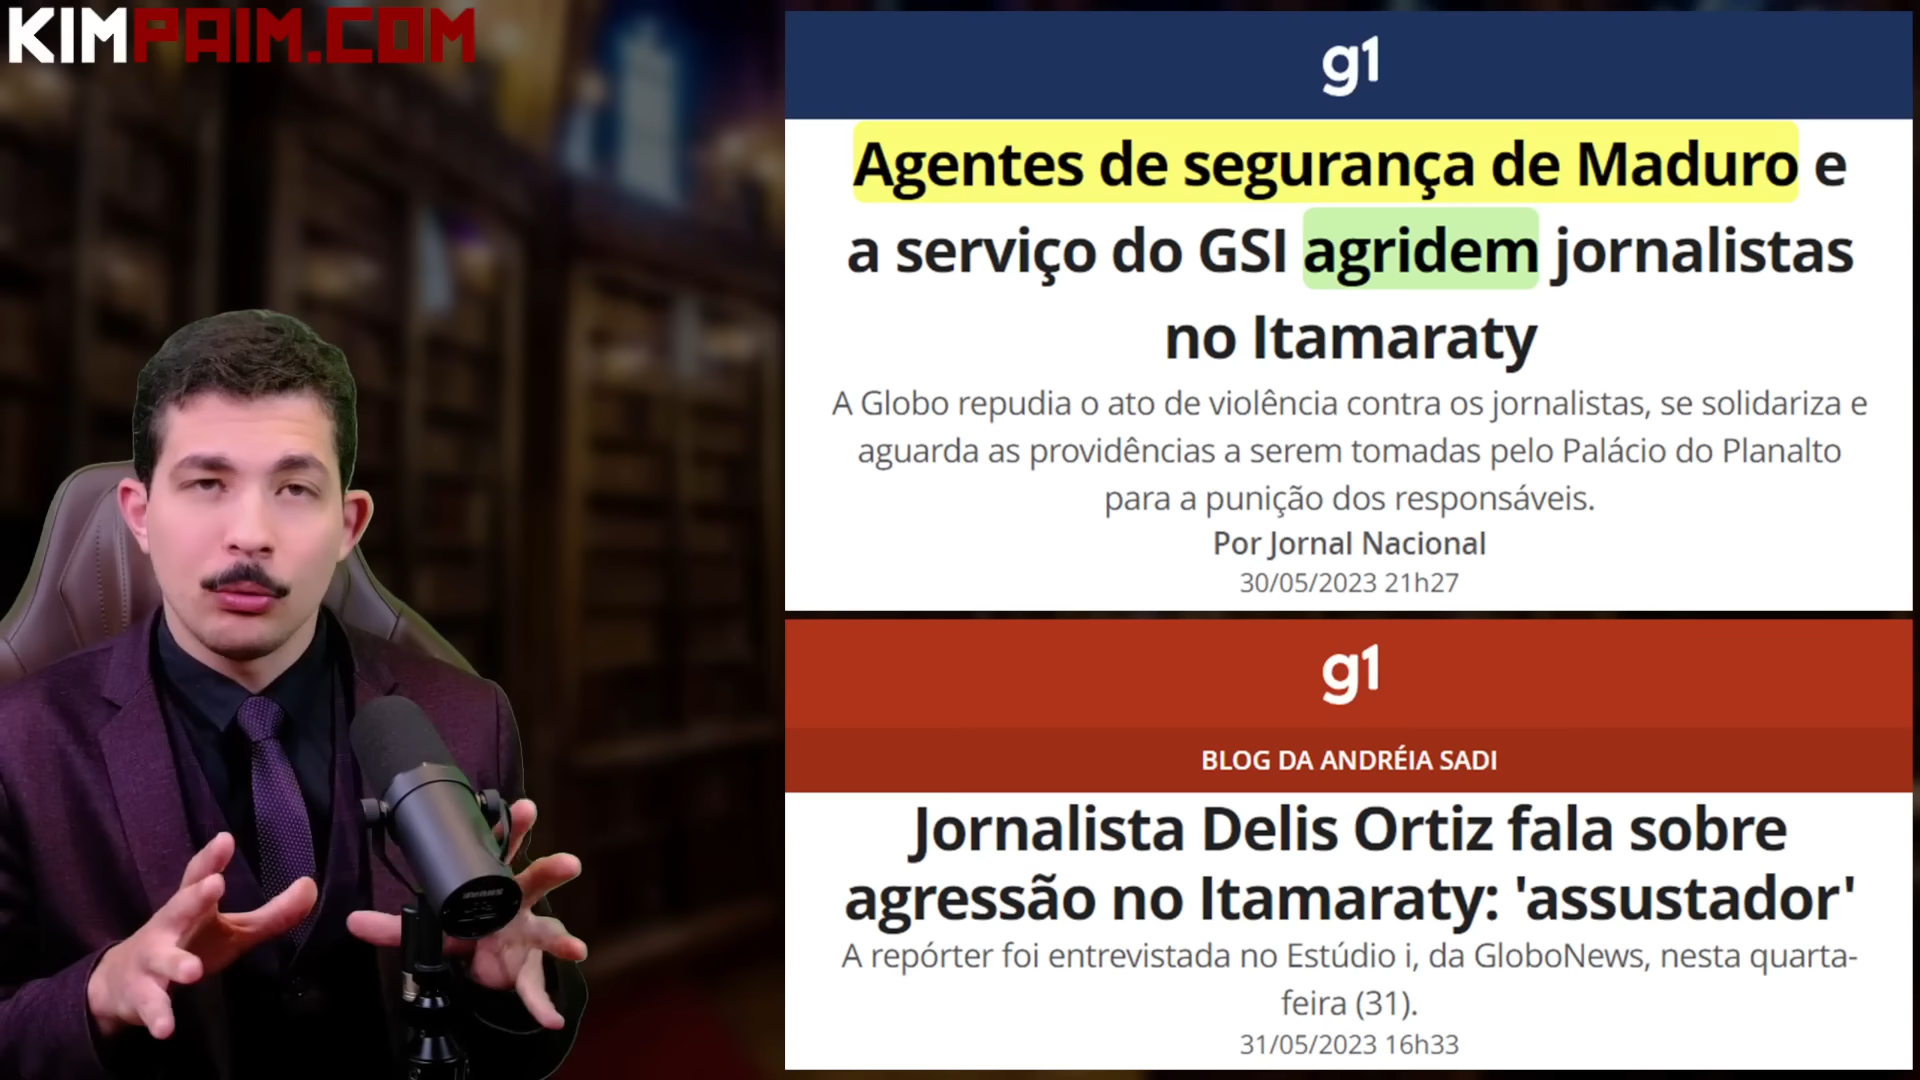 KIMPAIM.COM
g1
Agentes de segurança de Maduro e
a serviço do GSI agridem jornalistas
no Itamaraty
A Globo repudia o ato de violência contra os jornalistas, se solidariza e
aguarda as providências a serem tomadas pelo Palácio do Planalto
para a punição dos responsáveis.
Por Jornal Nacional
30/05/2023 21h27
g1
BLOG DA ANDRÉIA SADI
Jornalista Delis Ortiz fala sobre
agressão no Itamaraty: 'assustador'
A repórter foi entrevistada no Estúdio i, da GloboNews, nesta quarta-
feira (31).
31/05/2023 16h33